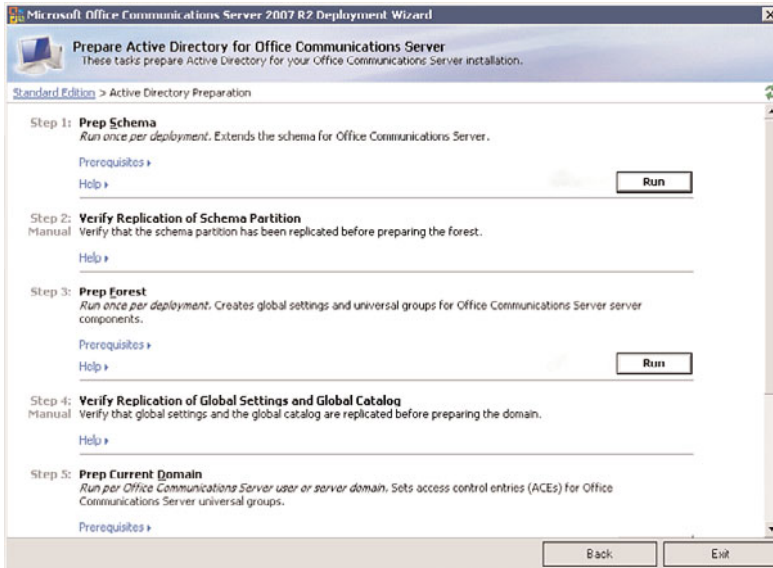 Microsoft Office Communications Server 2007 R2 Deployment Wizard
Prepare Active Directory for Office Communications Server
These tasks prepare Active Directory for your Office Communications Server installation.
Standard Edition > Active Directory Preparation
Step 1: Prep Schema
Run once per deployment. Extends the schema for Office Communications Server.
Prerequisites
Help
Run
Step 2: Verify Replication of Schema Partition
Manual Verify that the schema partition has been replicated before preparing the forest.
Help
Step 3: Prep Forest
Run once per deployment. Creates global settings and universal groups for Office Communications Server server
components.
Prerequisites
Help
Run
Step 4: Verify Replication of Global Settings and Global Catalog
Manual Verify that global settings and the global catalog are replicated before preparing the domain.
Help
Step 5: Prep Current Domain
Run per Office Communications Server user or server domain. Sets access control entries (ACEs) for Office
Communications Server universal groups.
Prerequisites
Back
Exit